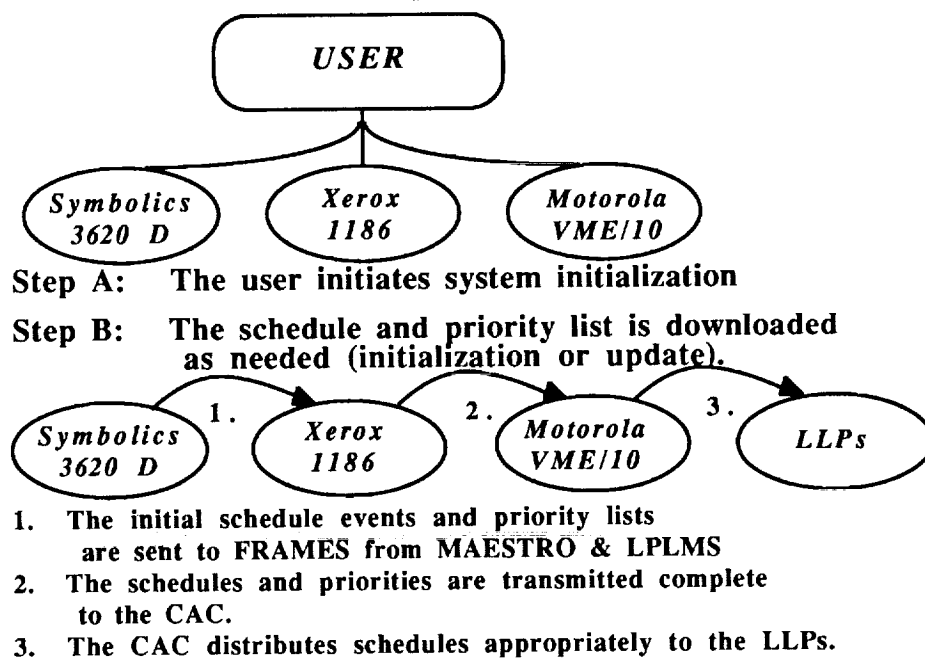 USER
Symbolics
3620 D
Xerox
1186
Motorola
VME/10
Step A: The user initiates system initialization
Step B: The schedule and priority list is downloaded
as needed (initialization or update).
1.
2.
3.
Symbolics
3620 D
Xerox
1186
Motorola
VME/10
LLPs
1. The initial schedule events and priority lists
are sent to FRAMES from MAESTRO & LPLMS
2. The schedules and priorities are transmitted complete
to the CAC.
3. The CAC distributes schedules appropriately to the LLPs.